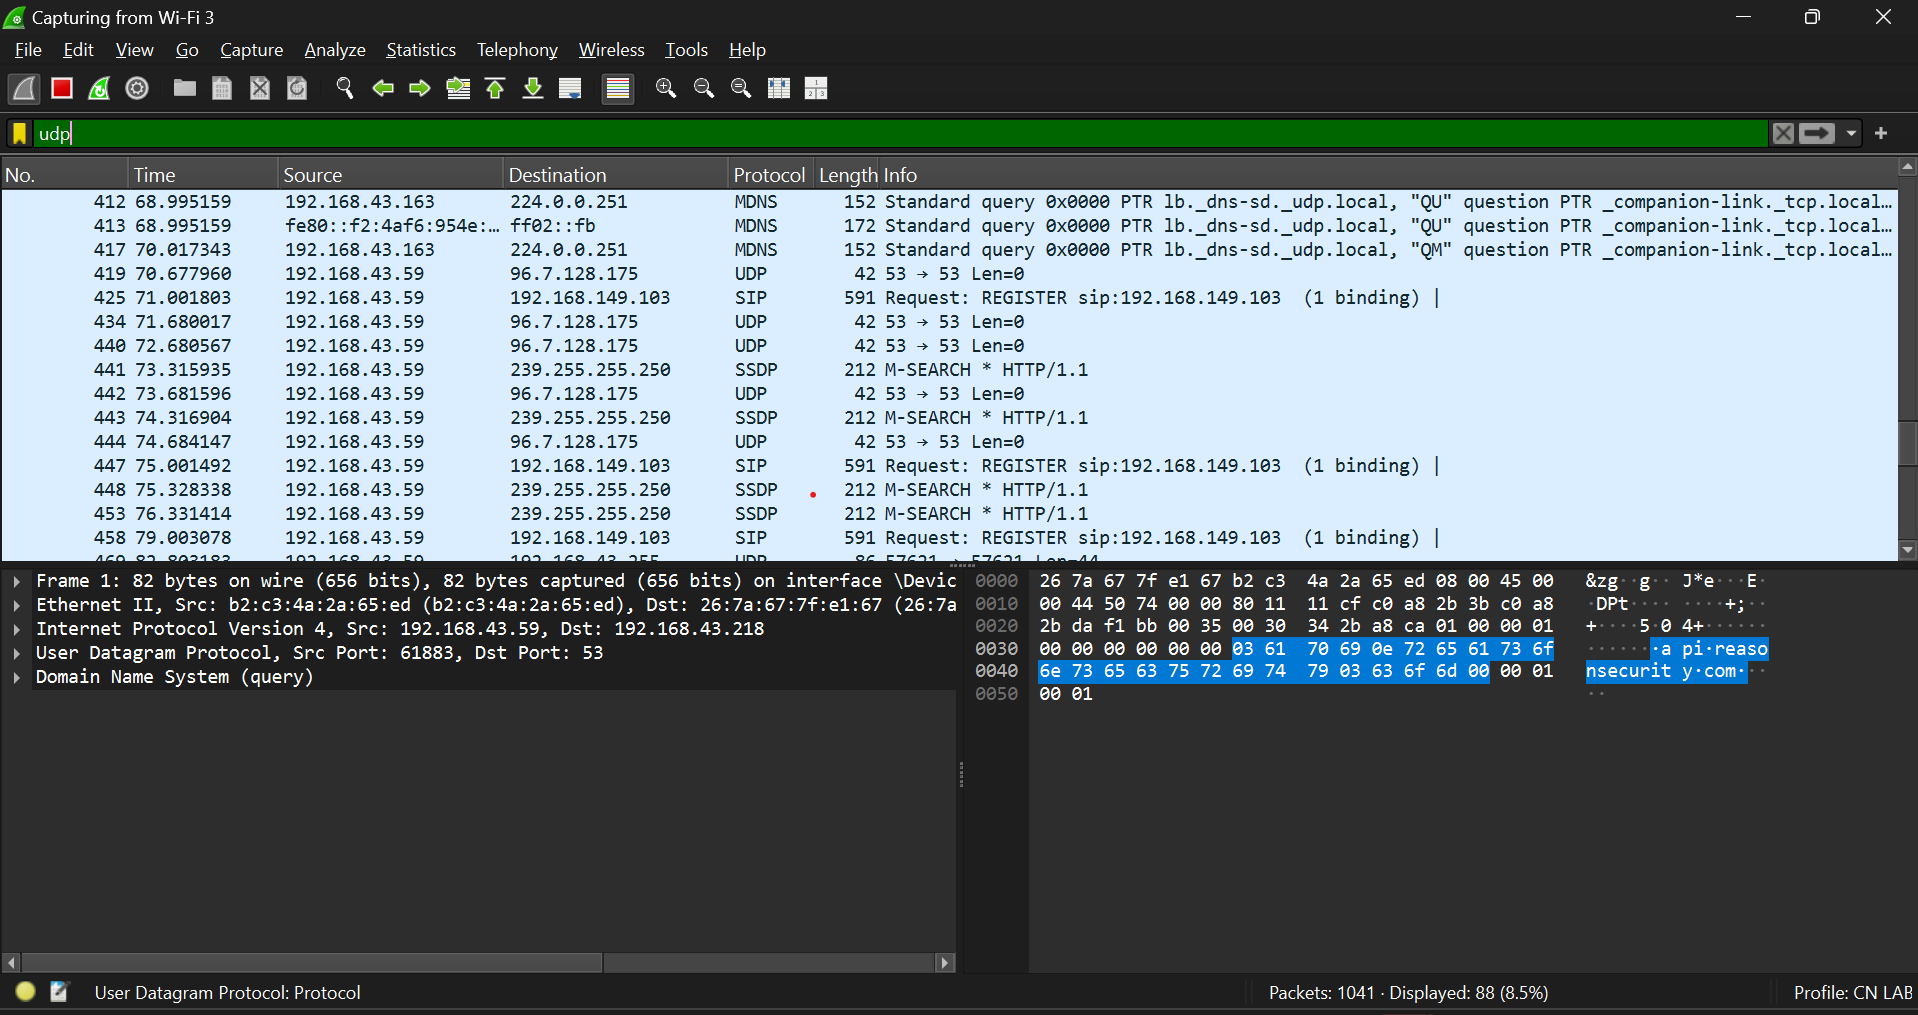 Capturing from Wi-Fi 3
File Edit View Go Capture Analyze Statistics Telephony Wireless Tools Help
udp
No. Time Source Destination Protocol Length Info
412 68.995159 192.168.43.163 224.0.0.251 MDNS 152 Standard query 0x0000 PTR lb._dns-sd._udp.local, "QU" question PTR _companion-link._tcp.local…
413 68.995159 fe80::f2:4af6:954e:… ff02::fb MDNS 172 Standard query 0x0000 PTR lb._dns-sd._udp.local, "QU" question PTR _companion-link._tcp.local…
417 70.017343 192.168.43.163 224.0.0.251 MDNS 152 Standard query 0x0000 PTR lb._dns-sd._udp.local, "QM" question PTR _companion-link._tcp.local…
419 70.677960 192.168.43.59 96.7.128.175 UDP 42 53 → 53 Len=0
425 71.001803 192.168.43.59 192.168.149.103 SIP 591 Request: REGISTER sip:192.168.149.103 (1 binding) |
434 71.680017 192.168.43.59 96.7.128.175 UDP 42 53 → 53 Len=0
440 72.680567 192.168.43.59 96.7.128.175 UDP 42 53 → 53 Len=0
441 73.315935 192.168.43.59 239.255.255.250 SSDP 212 M-SEARCH * HTTP/1.1
442 73.681596 192.168.43.59 96.7.128.175 UDP 42 53 → 53 Len=0
443 74.316904 192.168.43.59 239.255.255.250 SSDP 212 M-SEARCH * HTTP/1.1
444 74.684147 192.168.43.59 96.7.128.175 UDP 42 53 → 53 Len=0
447 75.001492 192.168.43.59 192.168.149.103 SIP 591 Request: REGISTER sip:192.168.149.103 (1 binding) |
448 75.328338 192.168.43.59 239.255.255.250 SSDP 212 M-SEARCH * HTTP/1.1
453 76.331414 192.168.43.59 239.255.255.250 SSDP 212 M-SEARCH * HTTP/1.1
458 79.003078 192.168.43.59 192.168.149.103 SIP 591 Request: REGISTER sip:192.168.149.103 (1 binding) |
192.168.43.59 192.168.43.255 UDP 86 57621 → 57621 Len=44
Frame 1: 82 bytes on wire (656 bits), 82 bytes captured (656 bits) on interface \Devic
Ethernet II, Src: b2:c3:4a:2a:65:ed (b2:c3:4a:2a:65:ed), Dst: 26:7a:67:7f:e1:67 (26:7a
Internet Protocol Version 4, Src: 192.168.43.59, Dst: 192.168.43.218
User Datagram Protocol, Src Port: 61883, Dst Port: 53
Domain Name System (query)
0000 26 7a 67 7f e1 67 b2 c3 4a 2a 65 ed 08 00 45 00 &zg··g·· J*e···E·
0010 00 44 50 74 00 00 80 11 11 cf c0 a8 2b 3b c0 a8 ·DPt···· ····+;··
0020 2b da f1 bb 00 35 00 30 34 2b a8 ca 01 00 00 01 +····5·0 4+······
0030 00 00 00 00 00 00 03 61 70 69 0e 72 65 61 73 6f ·······a pi·reaso
0040 6e 73 65 63 75 72 69 74 79 03 63 6f 6d 00 00 01 nsecurit y·com···
0050 00 01 ··
User Datagram Protocol: Protocol
Packets: 1041 · Displayed: 88 (8.5%)
Profile: CN LAB